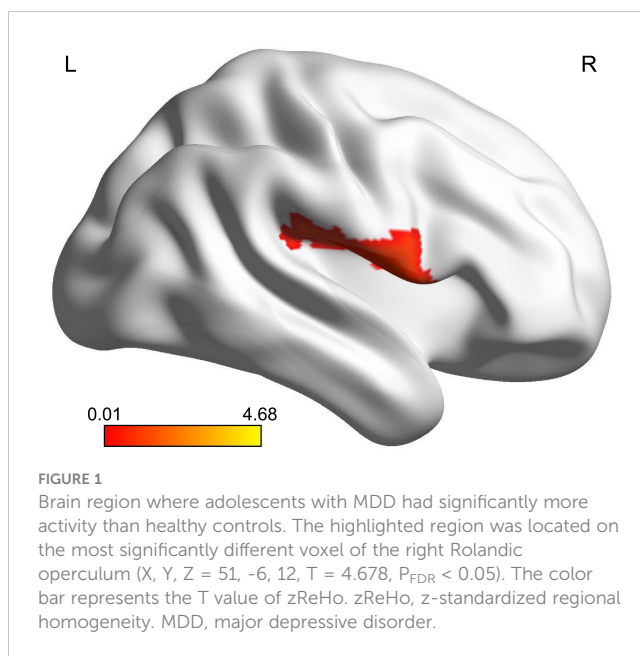 L
R
0.01
4.68
FIGURE 1
Brain region where adolescents with MDD had significantly more
activity than healthy controls. The highlighted region was located on
the most significantly different voxel of the right Rolandic
operculum (X, Y, Z = 51, -6, 12, T = 4.678, PFDR < 0.05). The color
bar represents the T value of zReHo. zReHo, z-standardized regional
homogeneity. MDD, major depressive disorder.